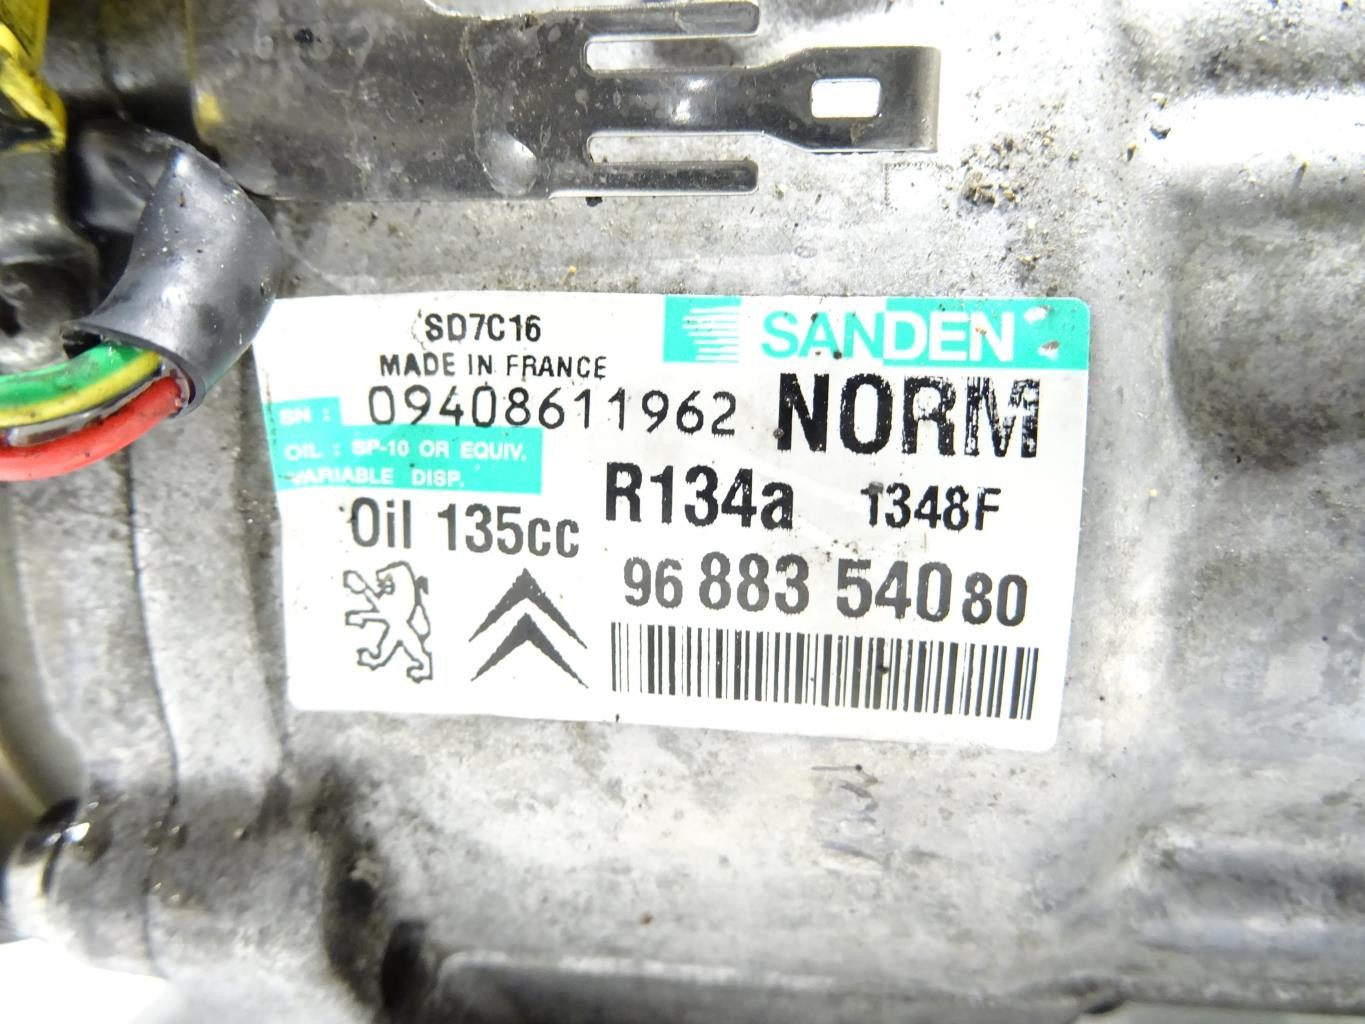 SD7C16
SANDEN
MADE IN FRANCE
SN: 09408611962
NORM
OIL : SP-10 OR EQUIV.
VARIABLE DISP.
R134a 1348F
Oil 135cc
96 883 540 80